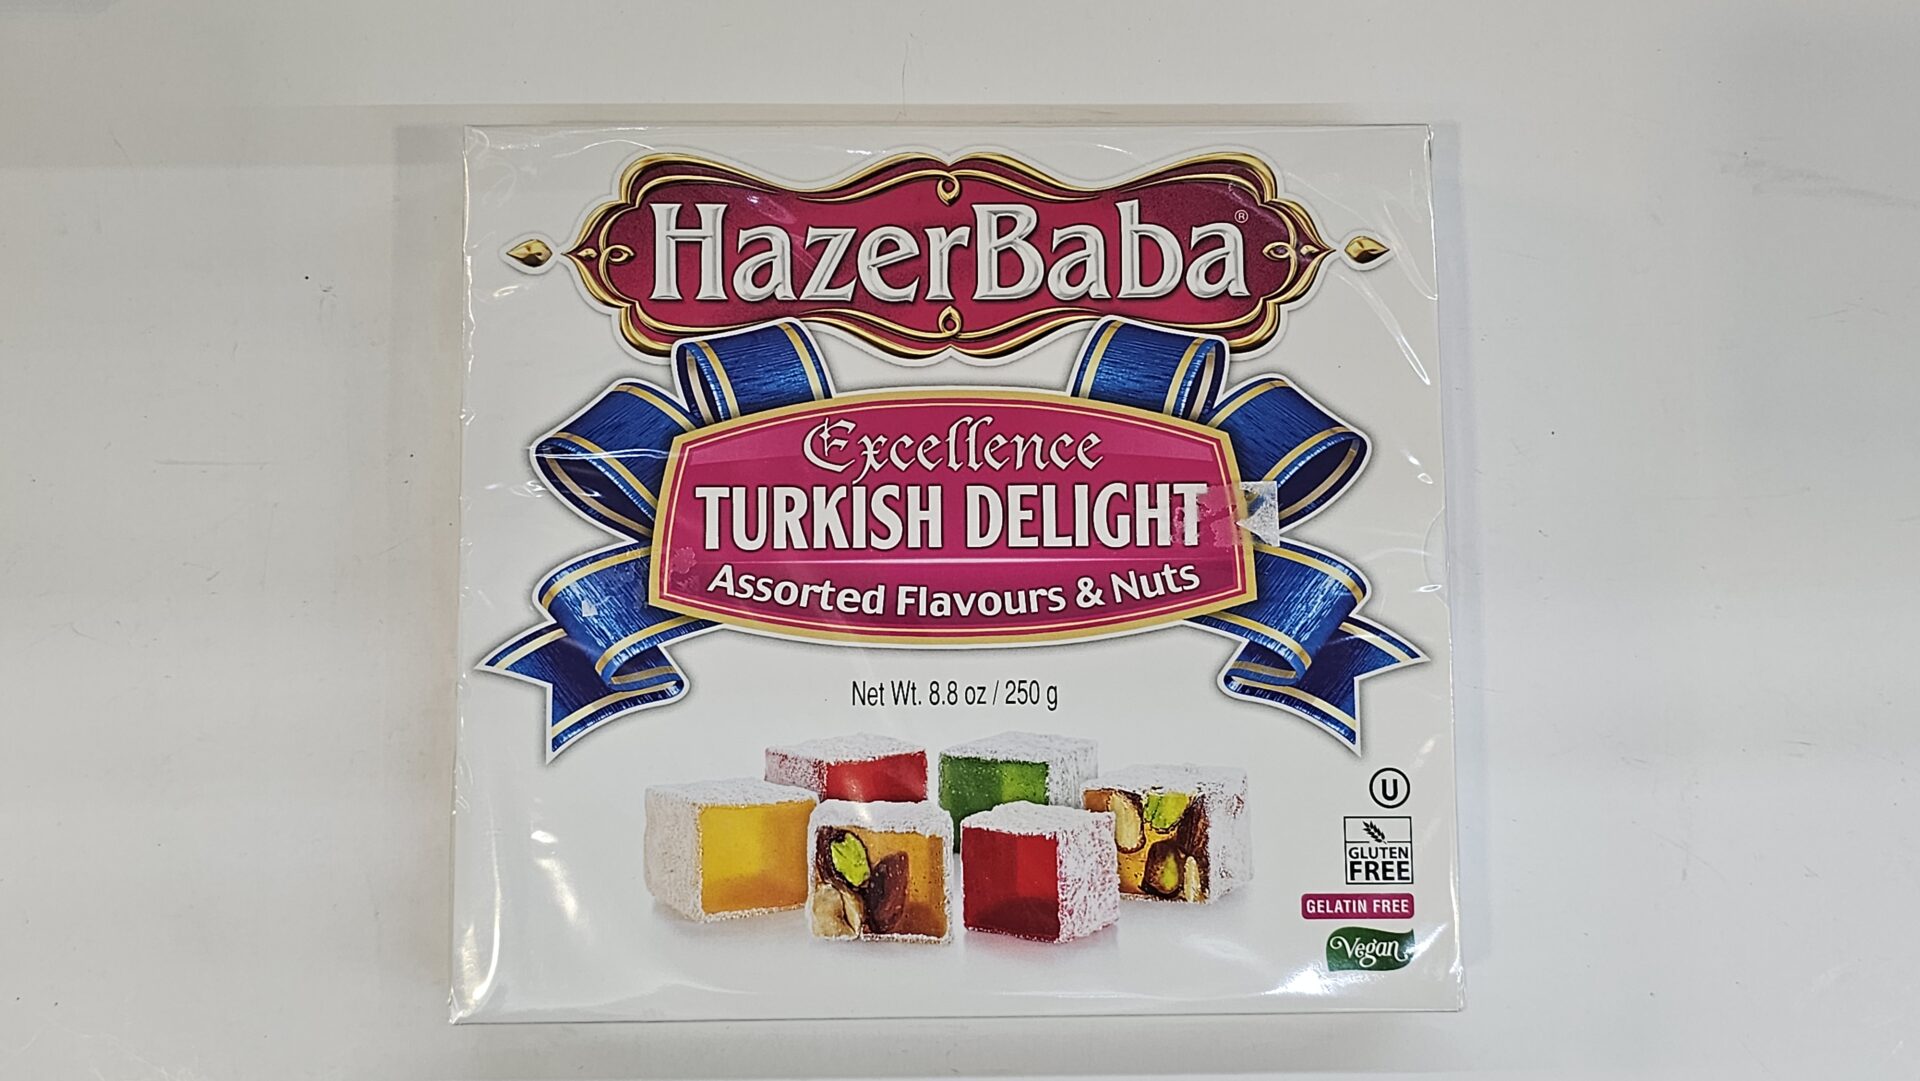 HazerBaba®
Excellence
TURKISH DELIGHT
Assorted Flavours & Nuts
Net Wt. 8.8 oz / 250 g
U
GLUTEN
FREE
GELATIN FREE
Vegan